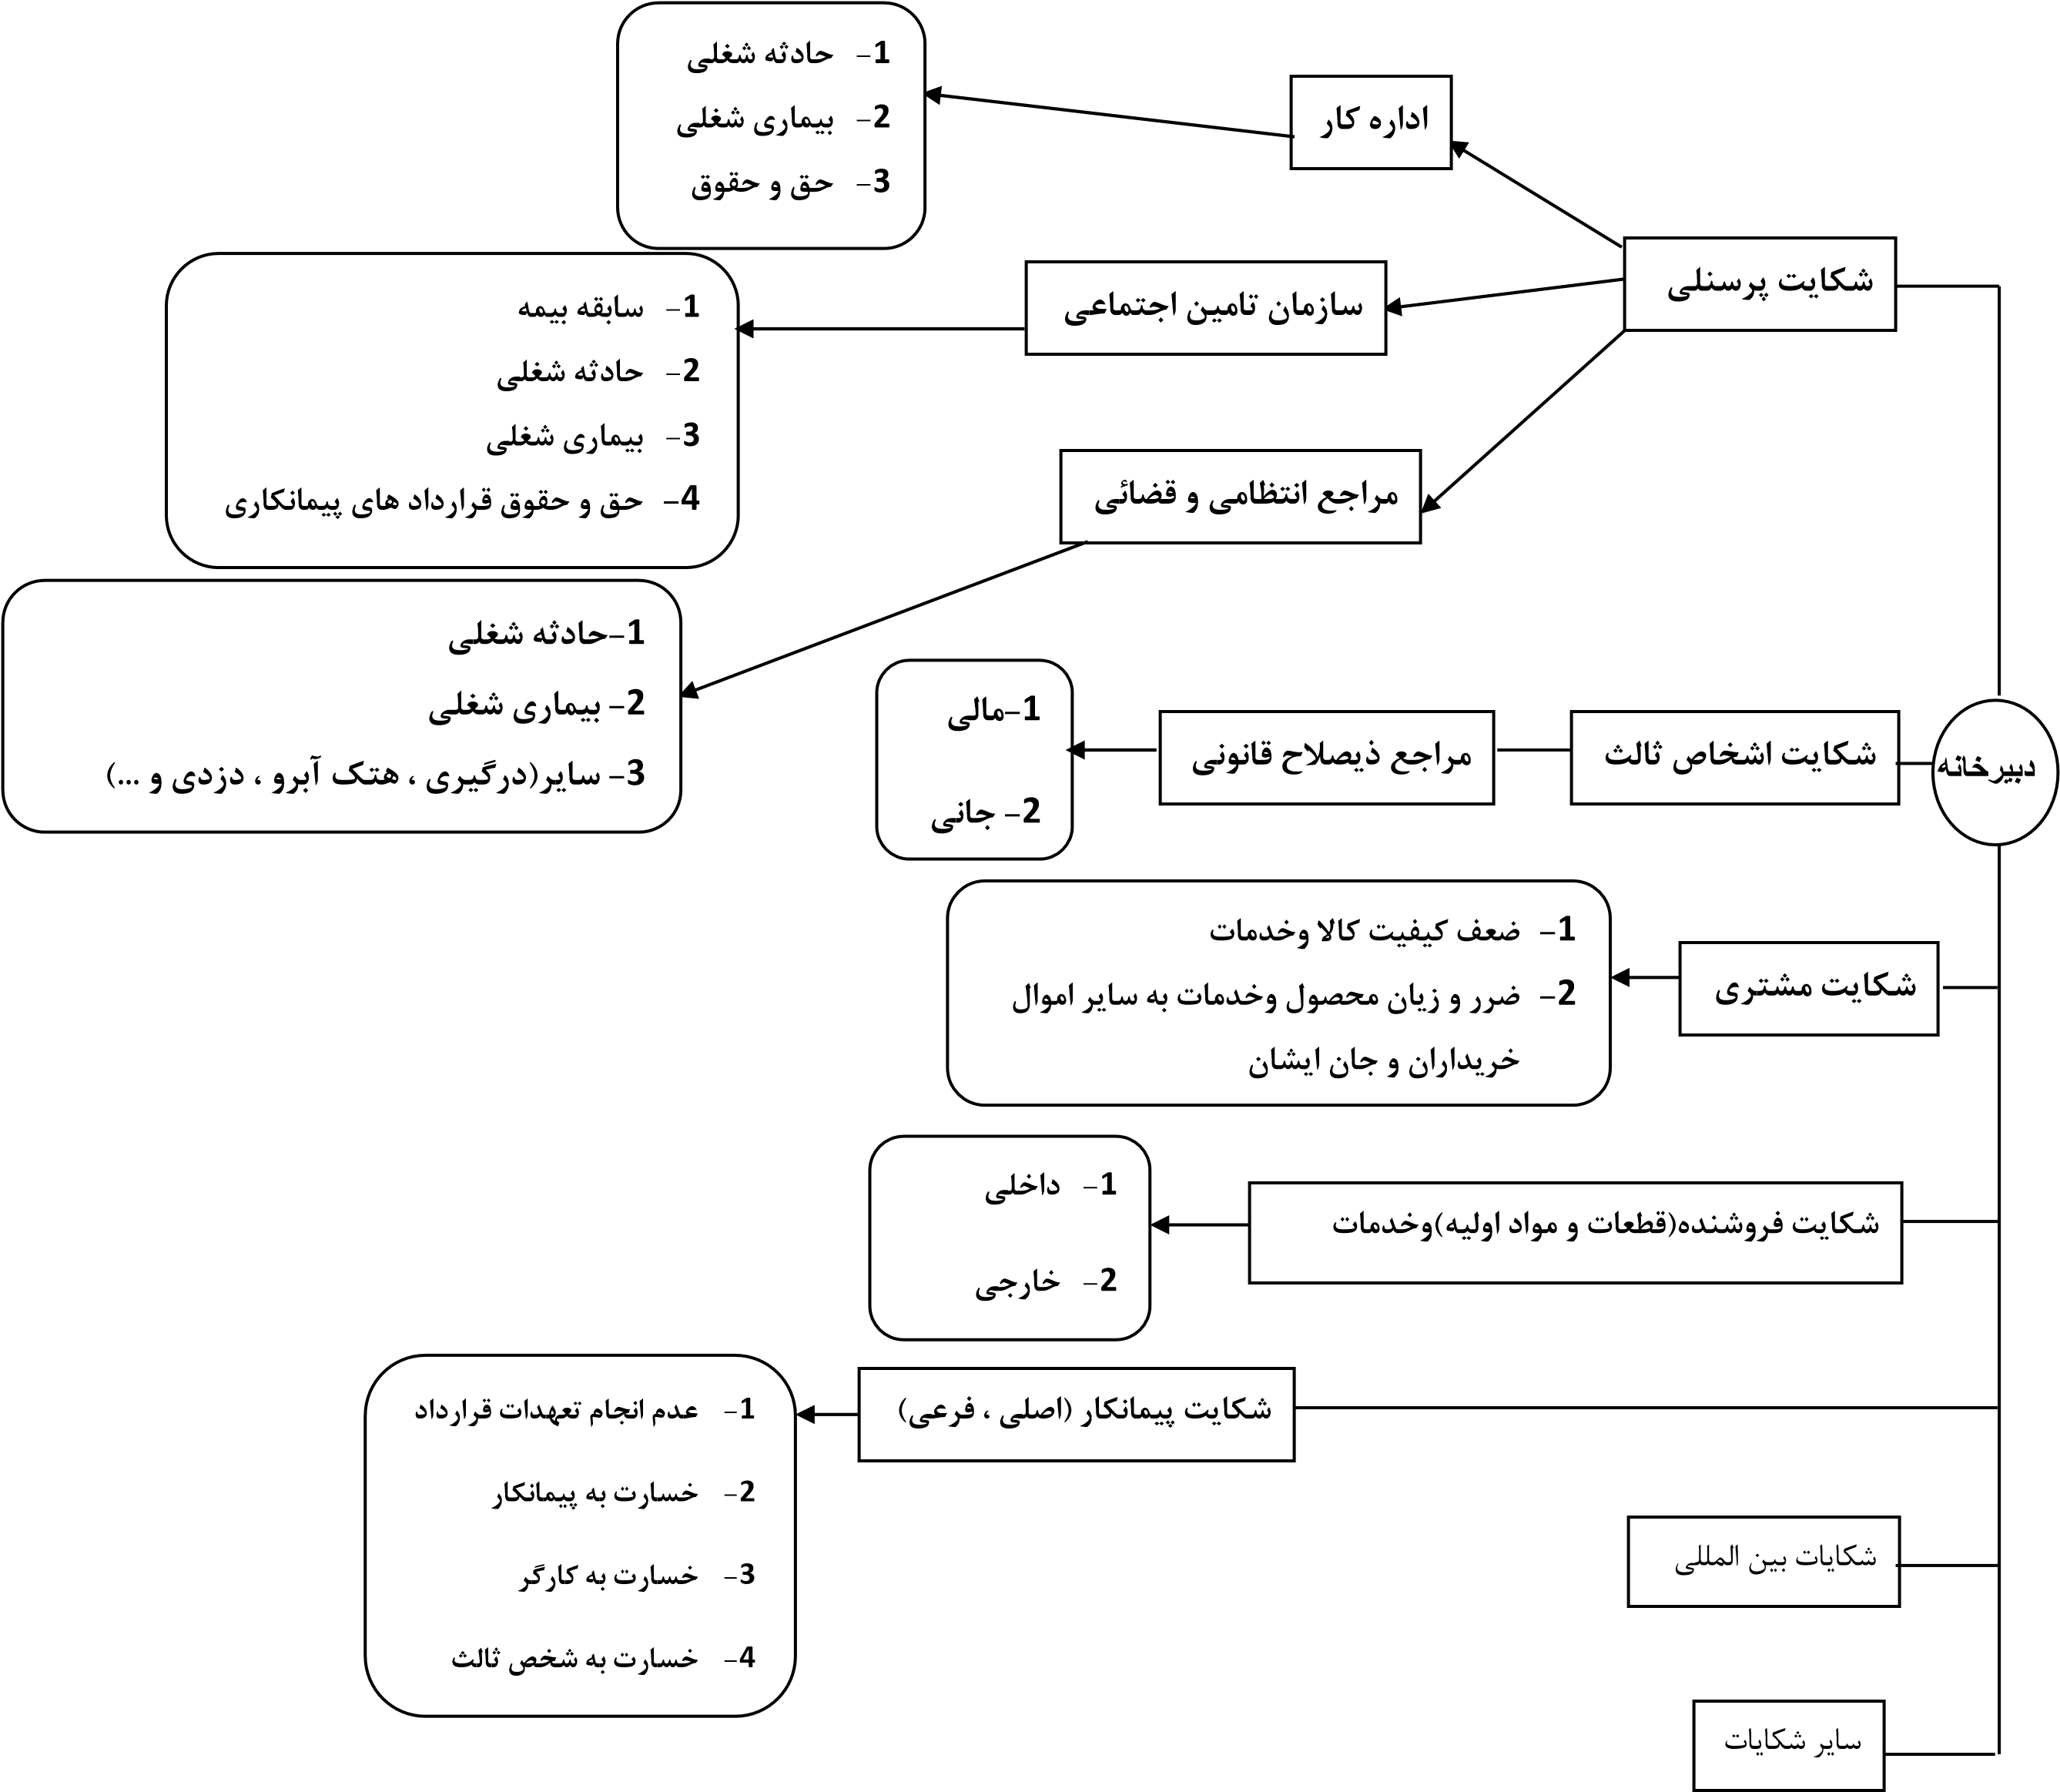 1- حادثه شغلی
2- بیماری شغلی
3- حق و حقوق
اداره کار
شکایت پرسنلی
سازمان تامین اجتماعی
1- سابقه بیمه
2- حادثه شغلی
3- بیماری شغلی
4- حق و حقوق قرارداد های پیمانکاری
مراجع انتظامی و قضائی
1-حادثه شغلی
2- بیماری شغلی
3- سایر(درگیری ، هتک آبرو ، دزدی و ...)
دبیرخانه
شکایت اشخاص ثالث
مراجع ذیصلاح قانونی
1-مالی
2- جانی
شکایت مشتری
1- ضعف کیفیت کالا وخدمات
2- ضرر و زیان محصول وخدمات به سایر اموال
خریداران و جان ایشان
شکایت فروشنده(قطعات و مواد اولیه)وخدمات
1- داخلی
2- خارجی
شکایت پیمانکار (اصلی ، فرعی)
1- عدم انجام تعهدات قرارداد
2- خسارت به پیمانکار
3- خسارت به کارگر
4- خسارت به شخص ثالث
شکایات بین المللی
سایر شکایات